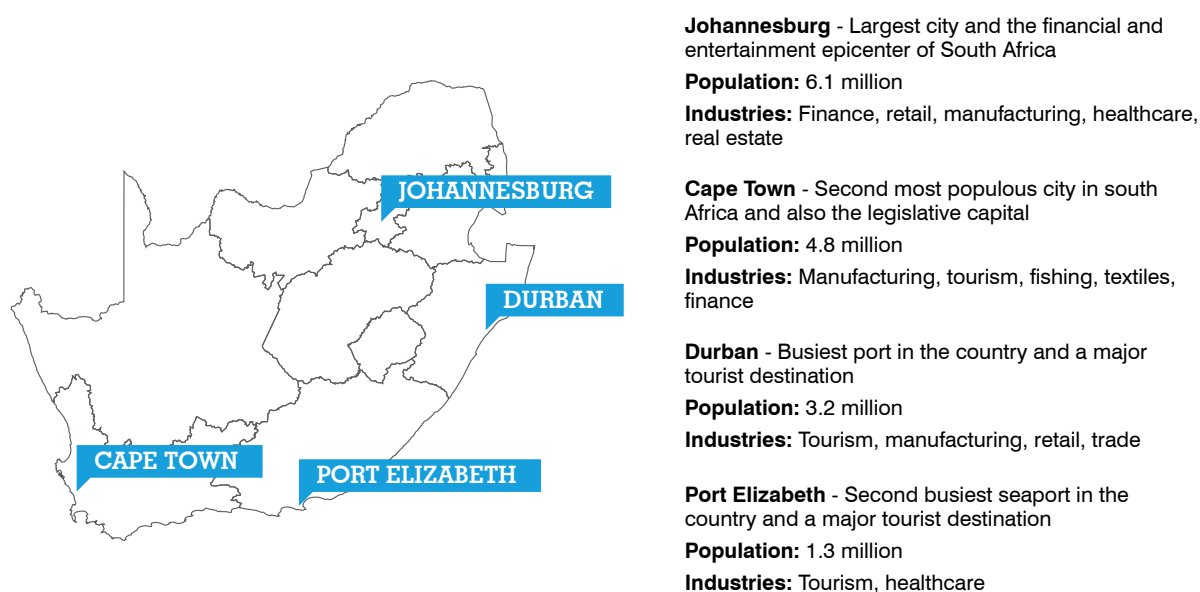 JOHANNESBURG
DURBAN
CAPE TOWN
PORT ELIZABETH
Johannesburg - Largest city and the financial and
entertainment epicenter of South Africa
Population: 6.1 million
Industries: Finance, retail, manufacturing, healthcare,
real estate
Cape Town - Second most populous city in south
Africa and also the legislative capital
Population: 4.8 million
Industries: Manufacturing, tourism, fishing, textiles,
finance
Durban - Busiest port in the country and a major
tourist destination
Population: 3.2 million
Industries: Tourism, manufacturing, retail, trade
Port Elizabeth - Second busiest seaport in the
country and a major tourist destination
Population: 1.3 million
Industries: Tourism, healthcare